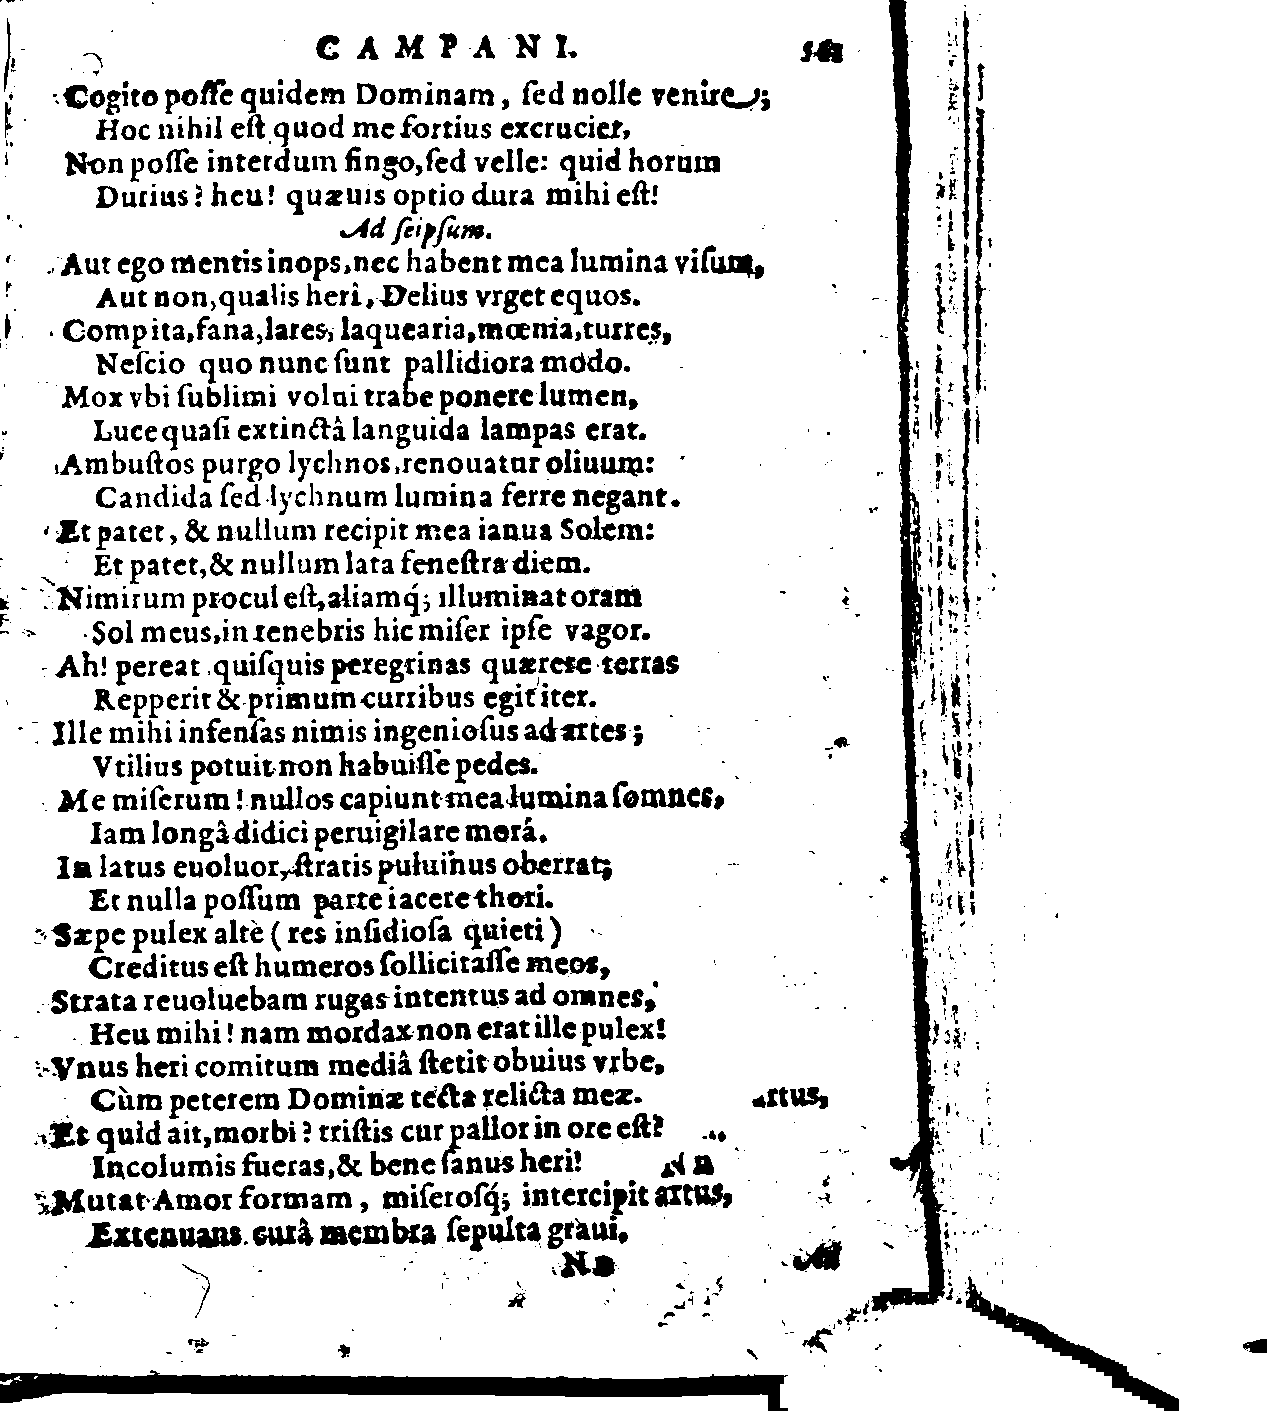 CAMPANI.
Cogito posse quidem Dominam, sed nolle venire;
Hoc nihil est quod me fortius excruciet,
Non posse interdum fingo, sed velle: quid horum
Durius? heu! quæuis optio dura mihi est!
Ad seipsum.
Aut ego mentis inops, nec habent mea lumina visum,
Aut non, qualis heri, Delius vrget equos.
Compita, fana, lares, laquearia, mœnia, turres,
Nescio quo nunc sunt pallidiora modo.
Mox vbi sublimi volui trabe ponere lumen,
Luce quasi extinctâ languida lampas erat.
Ambustos purgo lychnos, renouatur oliuum:
Candida sed lychnum lumina ferre negant.
Et patet, & nullum recipit mea ianua Solem:
Et patet, & nullum lata fenestra diem.
Nimirum procul est, aliamq́; illuminat oram
Sol meus, in tenebris hic miser ipse vagor.
Ah! pereat quisquis peregrinas quærere terras
Repperit & primum curribus egit iter.
Ille mihi infensas nimis ingeniosus ad artes;
Vtilius potuit non habuisse pedes.
Me miserum! nullos capiunt mea lumina somnes,
Iam longâ didici peruigilare morá.
In latus euoluor, stratis puluinus oberrat;
Et nulla possum parte iacere thori.
Sæpe pulex altè (res insidiosa quieti)
Creditus est humeros sollicitasse meos,
Strata reuoluebam rugas intentus ad omnes,
Heu mihi! nam mordax non erat ille pulex!
Vnus heri comitum mediâ stetit obuius vrbe,
Cùm peterem Dominæ tecta relicta meæ.
Et quid ait, morbi? tristis cur pallor in ore est?
Incolumis fueras, & bene sanus heri!
Mutat Amor formam, miserosq́; intercipit artus,
Extenuans curâ membra sepulta graui.
Nn